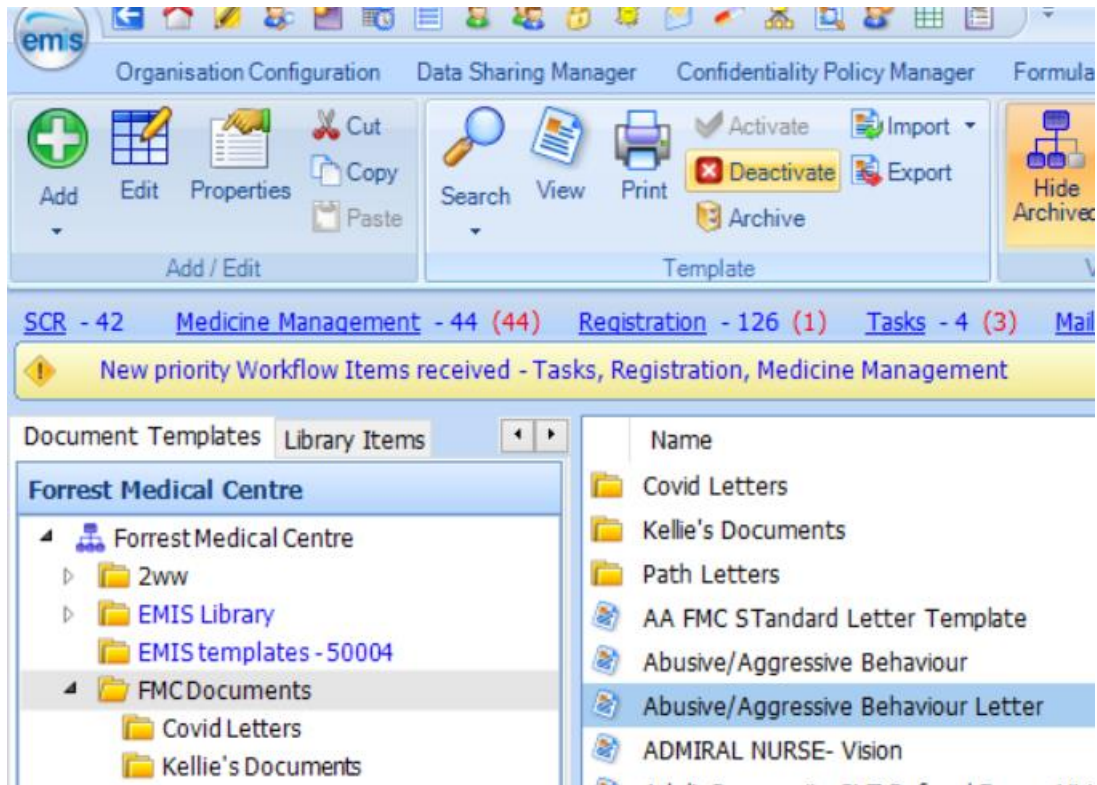 emis
Organisation Configuration Data Sharing Manager Confidentiality Policy Manager Formula
Add Edit Properties Cut Copy Paste
Search View Print Activate Deactivate Archive Import Export
Hide Archived
Add / Edit Template V
SCR - 42 Medicine Management - 44 (44) Registration - 126 (1) Tasks - 4 (3) Mail
New priority Workflow Items received - Tasks, Registration, Medicine Management
Document Templates Library Items
Forrest Medical Centre
Forrest Medical Centre
2ww
EMIS Library
EMIS templates - 50004
FMC Documents
Covid Letters
Kellie's Documents
Name
Covid Letters
Kellie's Documents
Path Letters
AA FMC STandard Letter Template
Abusive/Aggressive Behaviour
Abusive/Aggressive Behaviour Letter
ADMIRAL NURSE- Vision